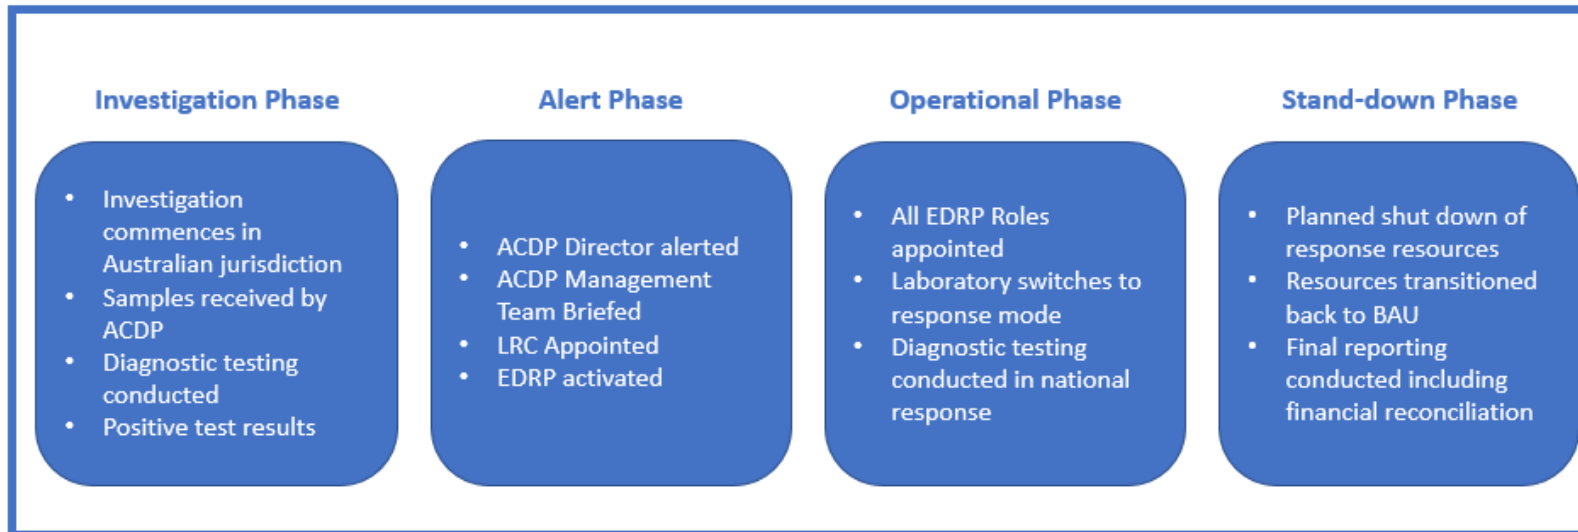 Investigation Phase
• Investigation
commences in
Australian jurisdiction
• Samples received by
ACDP
• Diagnostic testing
conducted
• Positive test results
Alert Phase
• ACDP Director alerted
• ACDP Management
Team Briefed
• LRC Appointed
• EDRP activated
Operational Phase
• All EDRP Roles
appointed
• Laboratory switches to
response mode
• Diagnostic testing
conducted in national
response
Stand-down Phase
• Planned shut down of
response resources
• Resources transitioned
back to BAU
• Final reporting
conducted including
financial reconciliation